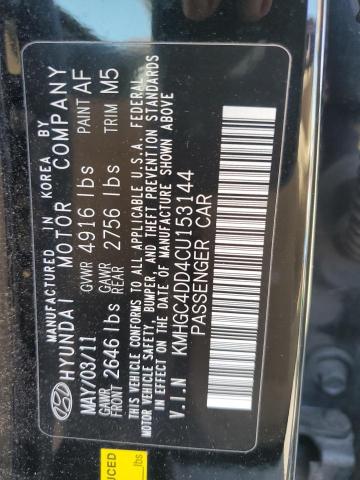 MANUFACTURED IN KOREA BY
HYUNDAI MOTOR COMPANY
MAY/03/11 GVWR 4916 lbs PAINT AF
GAWR FRONT 2646 lbs GAWR REAR 2756 lbs TRIM M5
THIS VEHICLE CONFORMS TO ALL APPLICABLE U.S.A. FEDERAL
MOTOR VEHICLE SAFETY, BUMPER, AND THEFT PREVENTION STANDARDS
IN EFFECT ON THE DATE OF MANUFACTURE SHOWN ABOVE
V.I.N KMHGC4DD4CU153144
PASSENGER CAR
UCED
lbs